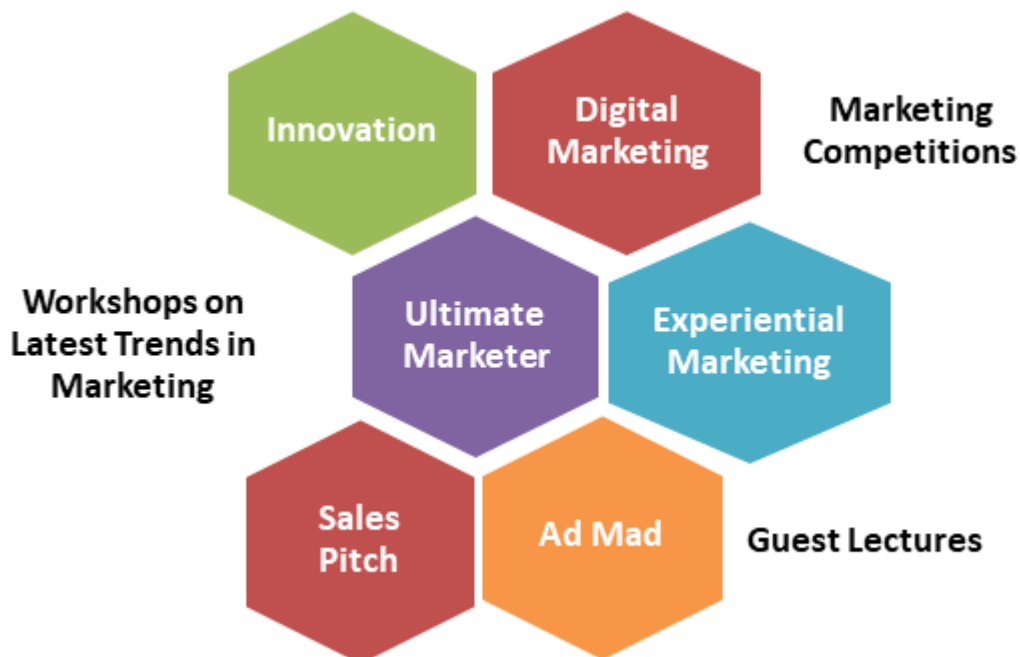 Innovation
Digital
Marketing
Marketing
Competitions
Workshops on
Latest Trends in
Marketing
Ultimate
Marketer
Experiential
Marketing
Sales
Pitch
Ad Mad
Guest Lectures